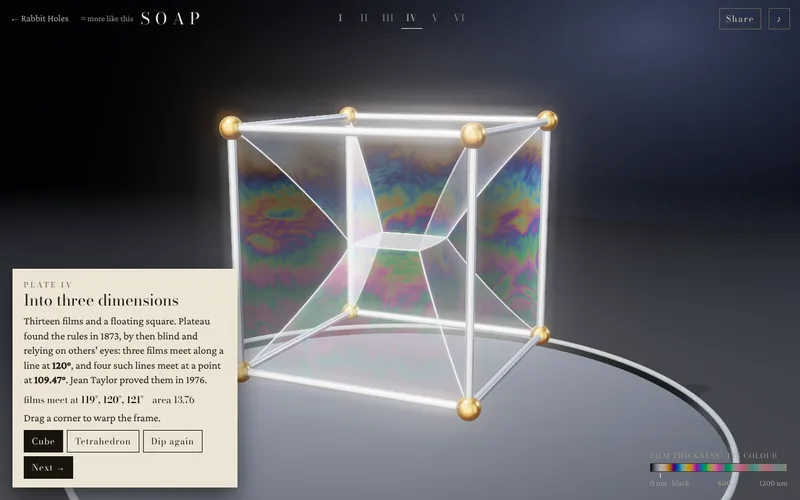 ← Rabbit Holes
≈ more like this
SOAP
I II III IV V VI
Share
♪
PLATE IV
Into three dimensions
Thirteen films and a floating square. Plateau
found the rules in 1873, by then blind and
relying on others' eyes: three films meet along a
line at 120°, and four such lines meet at a point
at 109.47°. Jean Taylor proved them in 1976.
films meet at 119°, 120°, 121° area 13.76
Drag a corner to warp the frame.
Cube
Tetrahedron
Dip again
Next →
FILM THICKNESS COLOUR
0 nm · black
1200 nm